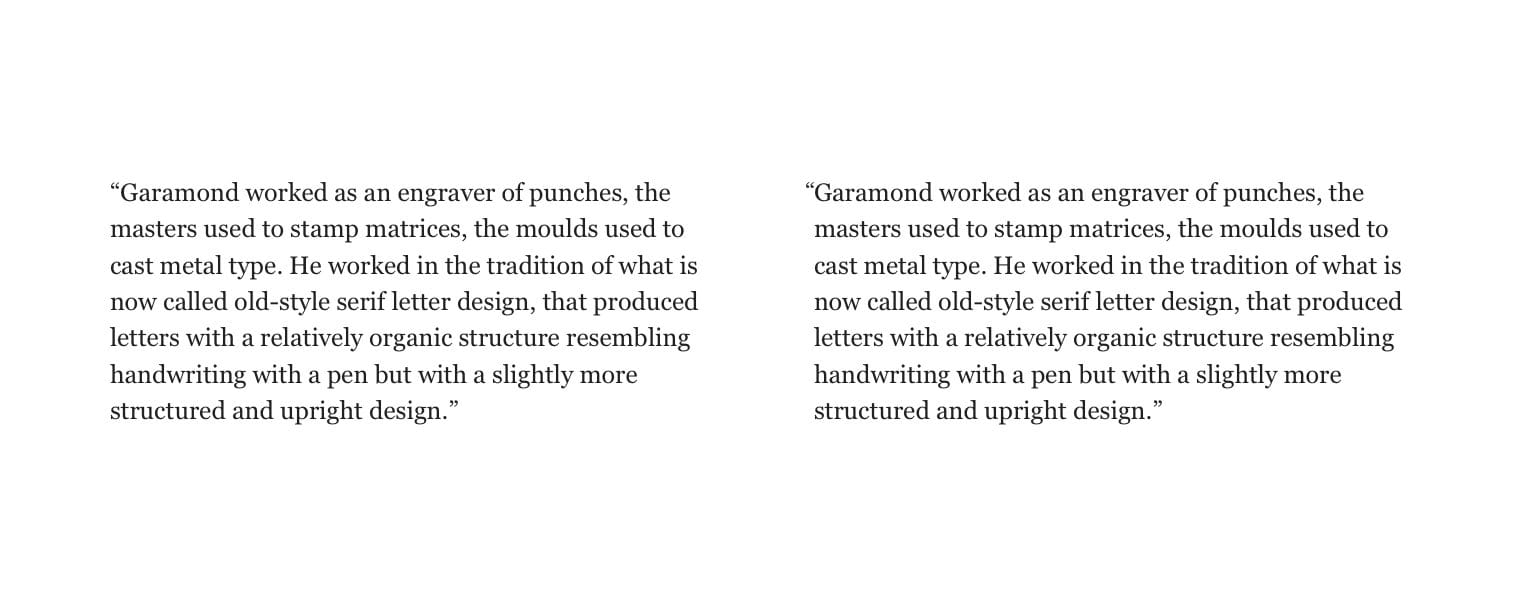 “Garamond worked as an engraver of punches, the
masters used to stamp matrices, the moulds used to
cast metal type. He worked in the tradition of what is
now called old-style serif letter design, that produced
letters with a relatively organic structure resembling
handwriting with a pen but with a slightly more
structured and upright design.”
“Garamond worked as an engraver of punches, the
masters used to stamp matrices, the moulds used to
cast metal type. He worked in the tradition of what is
now called old-style serif letter design, that produced
letters with a relatively organic structure resembling
handwriting with a pen but with a slightly more
structured and upright design.”